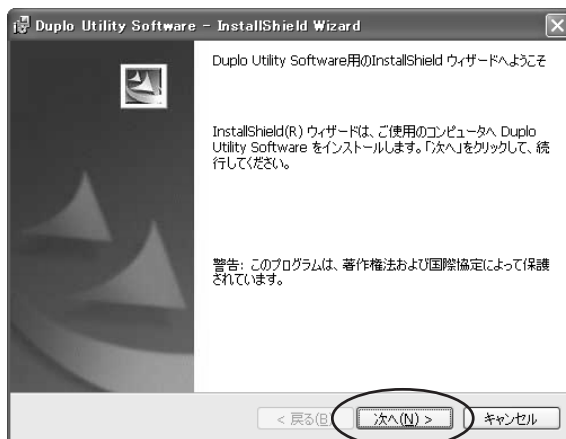 Duplo Utility Software - InstallShield Wizard
Duplo Utility Software用のInstallShield ウィザードへようこそ
InstallShield(R) ウィザードは、ご使用のコンピュータへ Duplo
Utility Software をインストールします。「次へ」をクリックして、続
行してください。
警告: このプログラムは、著作権法および国際協定によって保護
されています。
< 戻る(B) 次へ(N) > キャンセル